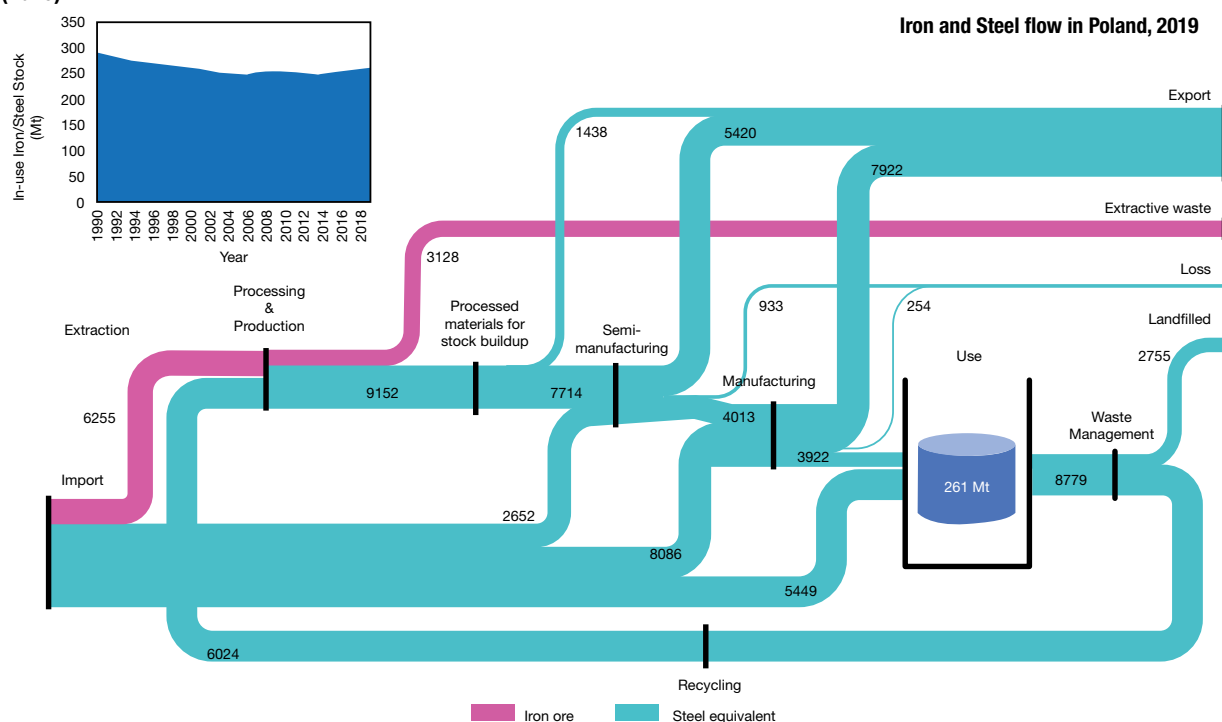 Iron and Steel flow in Poland, 2019
In-use Iron/Steel Stock
(Mt)
350
300
250
200
150
100
50
0
1990
1992
1994
1996
1998
2000
2002
2004
2006
2008
2010
2012
2014
2016
2018
Year
Export
1438
5420
7922
Extractive waste
3128
Loss
933
254
Landfilled
2755
Processing
&
Production
Extraction
Processed
materials for
stock buildup
Semi-
manufacturing
Manufacturing
Use
Waste
Management
6255
9152
7714
4013
3922
261 Mt
8779
Import
2652
8086
5449
6024
Recycling
Iron ore
Steel equivalent